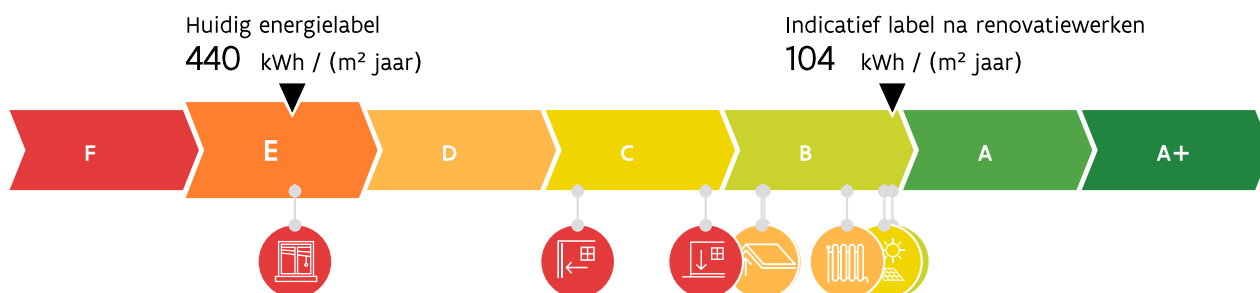 Huidig energielabel
440 kWh / (m² jaar)
Indicatief label na renovatiewerken
104 kWh / (m² jaar)
F E D C B A A+